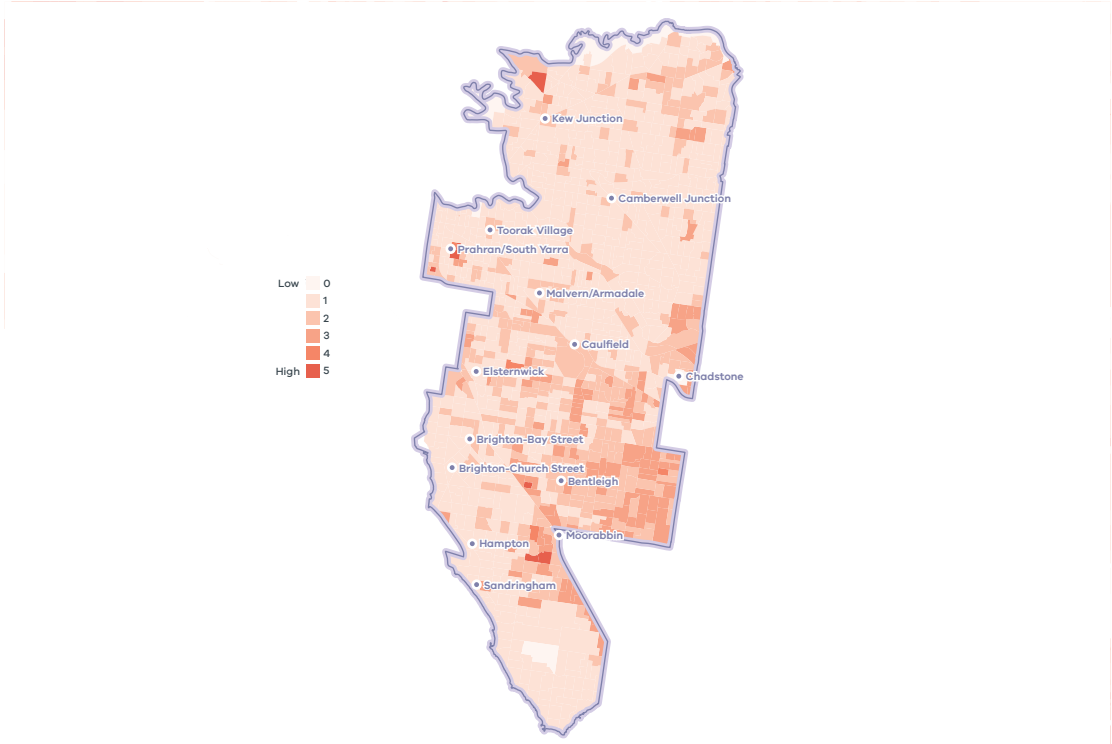 Kew Junction
Camberwell Junction
Toorak Village
Prahran/South Yarra
Low 0
1
2
3
4
High 5
Malvern/Armadale
Caulfield
Elsternwick
Chadstone
Brighton-Bay Street
Brighton-Church Street
Bentleigh
Moorabbin
Hampton
Sandringham